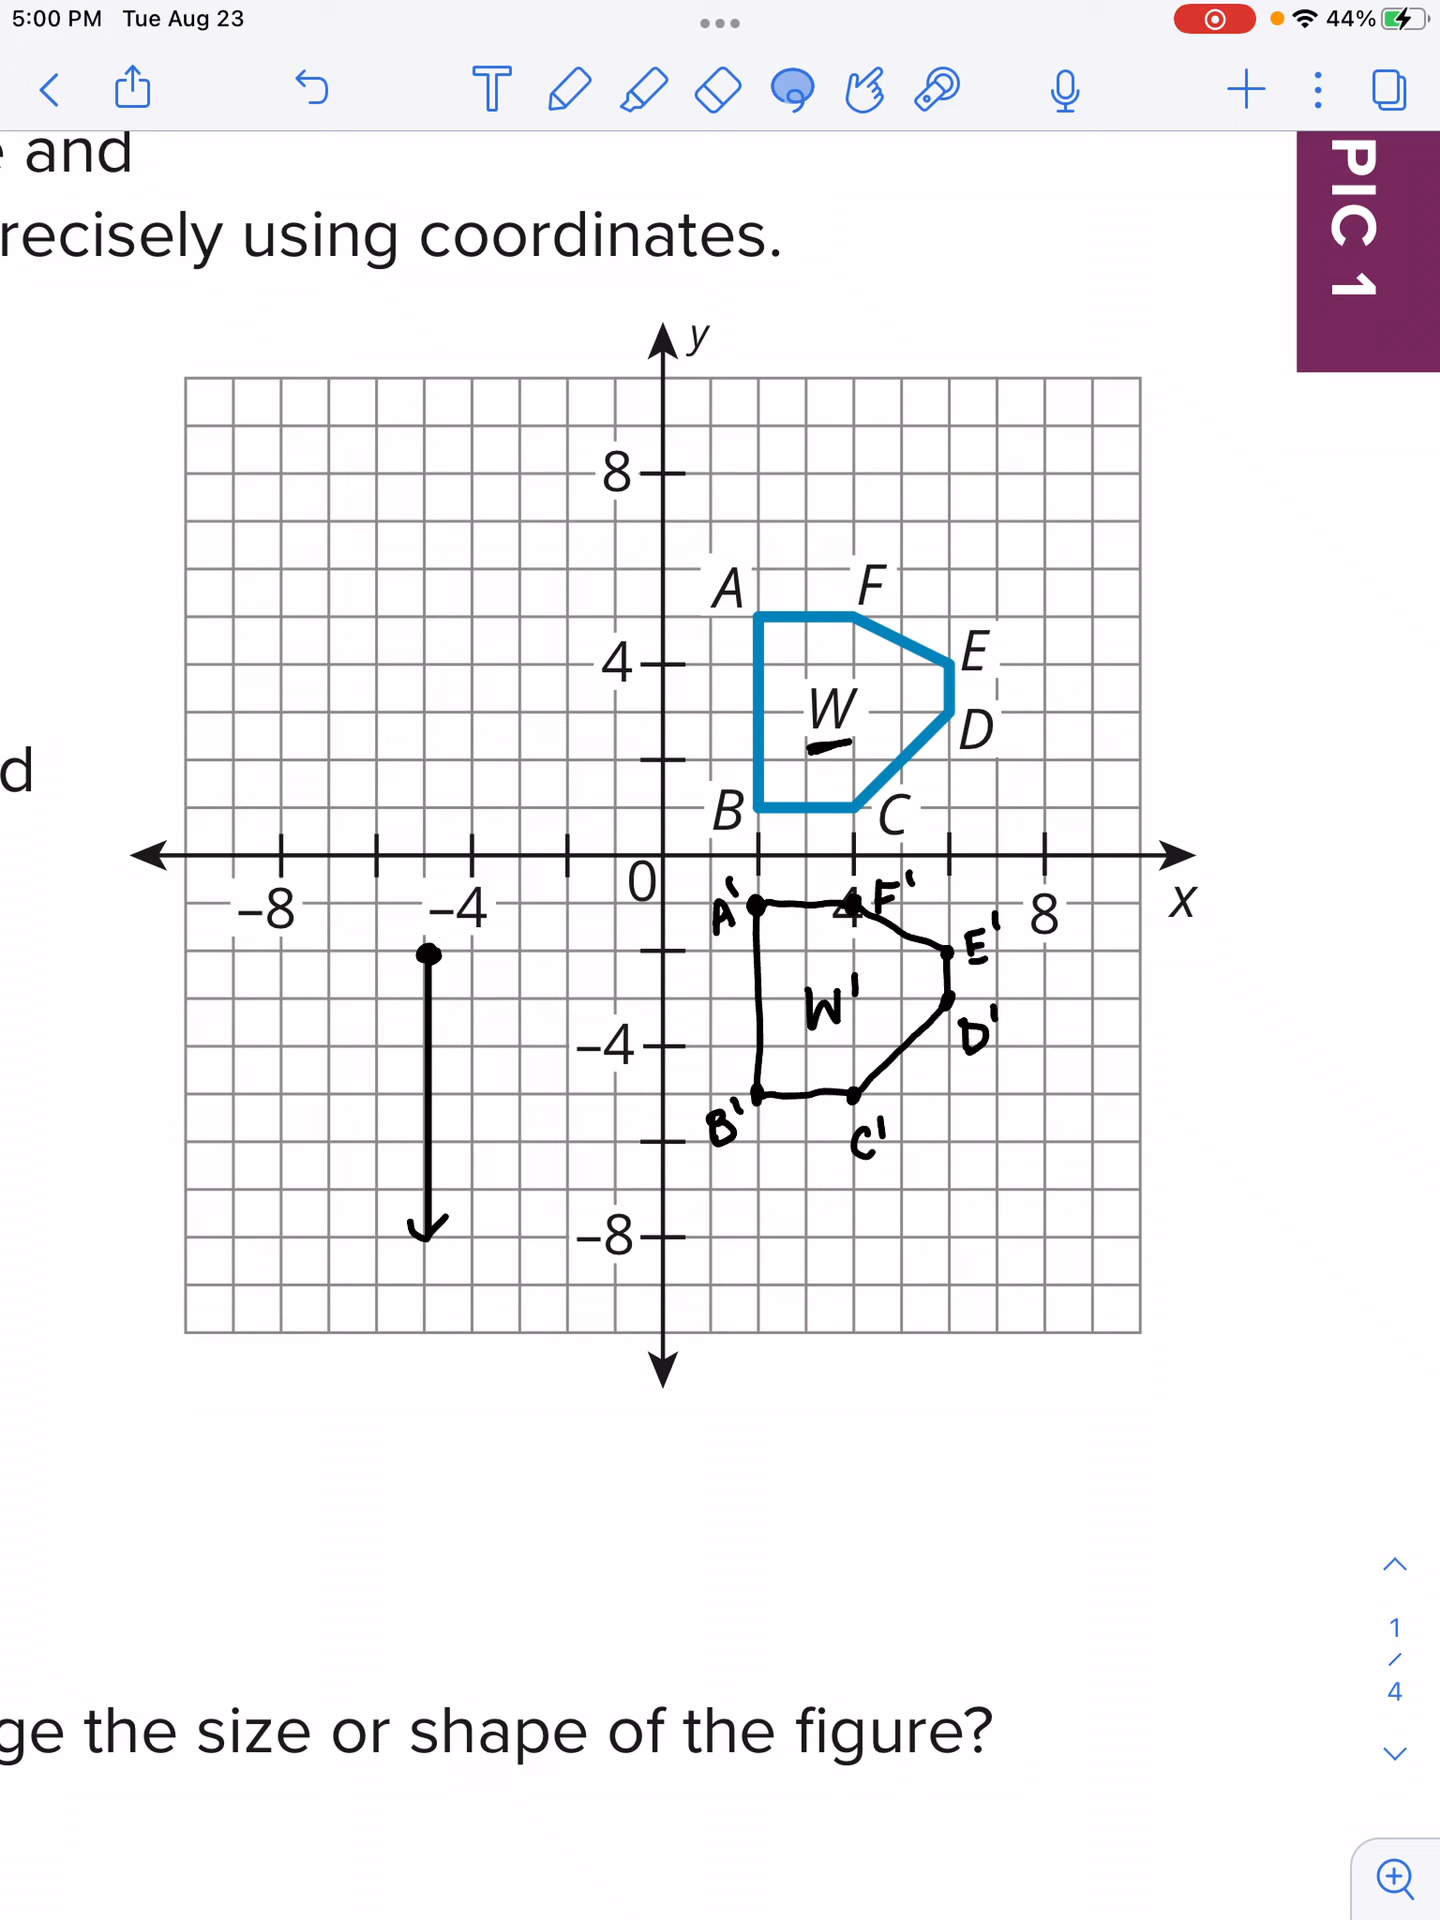 5:00 PM Tue Aug 23
44%
T
and
recisely using coordinates.
PIC 1
y
8
A F
4 E
W
D
B C
0
-8 -4 4 8 x
A' F'
E'
W'
D'
-4
B' C'
-8
d
ge the size or shape of the figure?
1
/
4